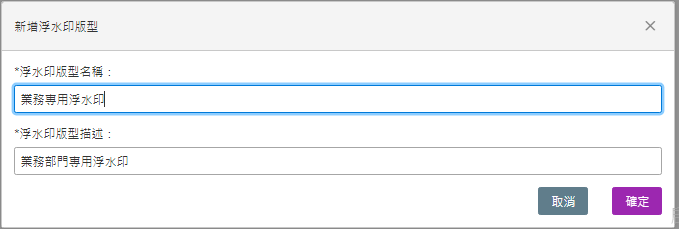 新增浮水印版型
*浮水印版型名稱：
業務專用浮水印
*浮水印版型描述：
業務部門專用浮水印
取消
確定